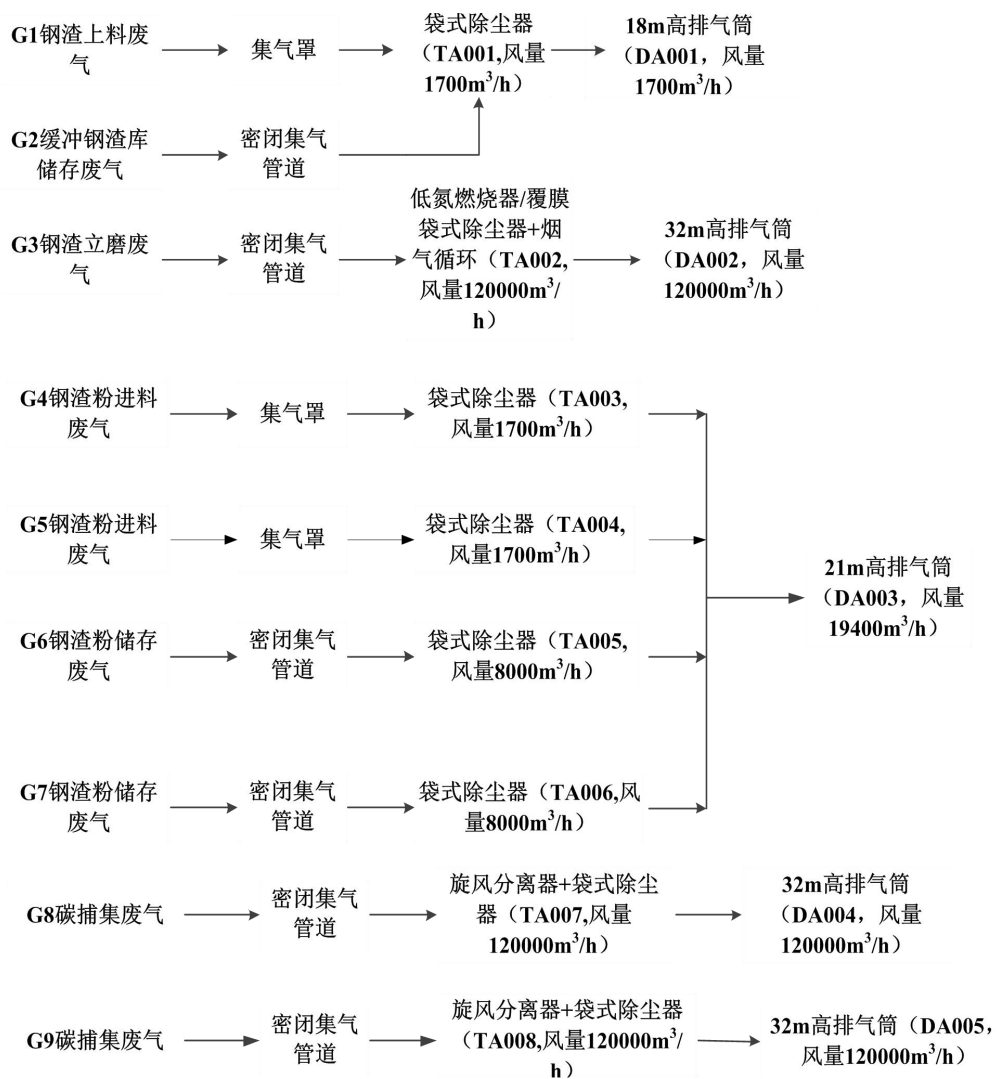 G1钢渣上料废
气
集气罩
袋式除尘器
（TA001,风量
1700m³/h）
18m高排气筒
（DA001，风量
1700m³/h）
G2缓冲钢渣库
储存废气
密闭集气
管道
G3钢渣立磨废
气
密闭集气
管道
低氮燃烧器/覆膜
袋式除尘器+烟
气循环（TA002,
风量120000m³/
h）
32m高排气筒
（DA002，风量
120000m³/h）
G4钢渣粉进料
废气
集气罩
袋式除尘器（TA003,
风量1700m³/h）
G5钢渣粉进料
废气
集气罩
袋式除尘器（TA004,
风量1700m³/h）
G6钢渣粉储存
废气
密闭集气
管道
袋式除尘器（TA005,
风量8000m³/h）
G7钢渣粉储存
废气
密闭集气
管道
袋式除尘器（TA006,风
量8000m³/h）
21m高排气筒
（DA003，风量
19400m³/h）
G8碳捕集废气
密闭集气
管道
旋风分离器+袋式除尘
器（TA007,风量
120000m³/h）
32m高排气筒
（DA004，风量
120000m³/h）
G9碳捕集废气
密闭集气
管道
旋风分离器+袋式除尘器
（TA008,风量120000m³/
h）
32m高排气筒（DA005，
风量120000m³/h）